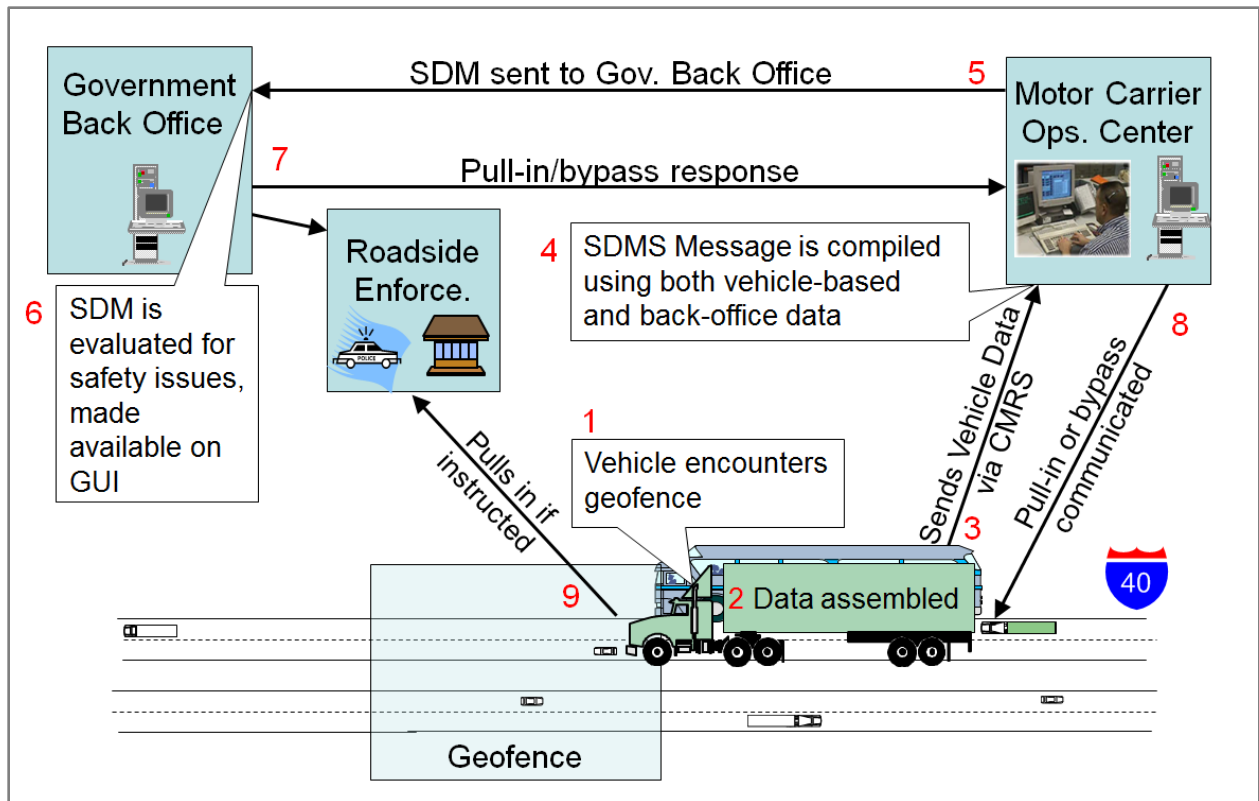 SDM sent to Gov. Back Office
5
Government
Back Office
Motor Carrier
Ops. Center
7
Pull-in/bypass response
Roadside
Enforce.
POLICE
4
SDMS Message is compiled
using both vehicle-based
and back-office data
6
SDM is
evaluated for
safety issues,
made
available on
GUI
8
1
Vehicle encounters
geofence
Pulls in if
instructed
Sends Vehicle Data
via CMRS
3
Pull-in or bypass
communicated
9
2 Data assembled
40
Geofence